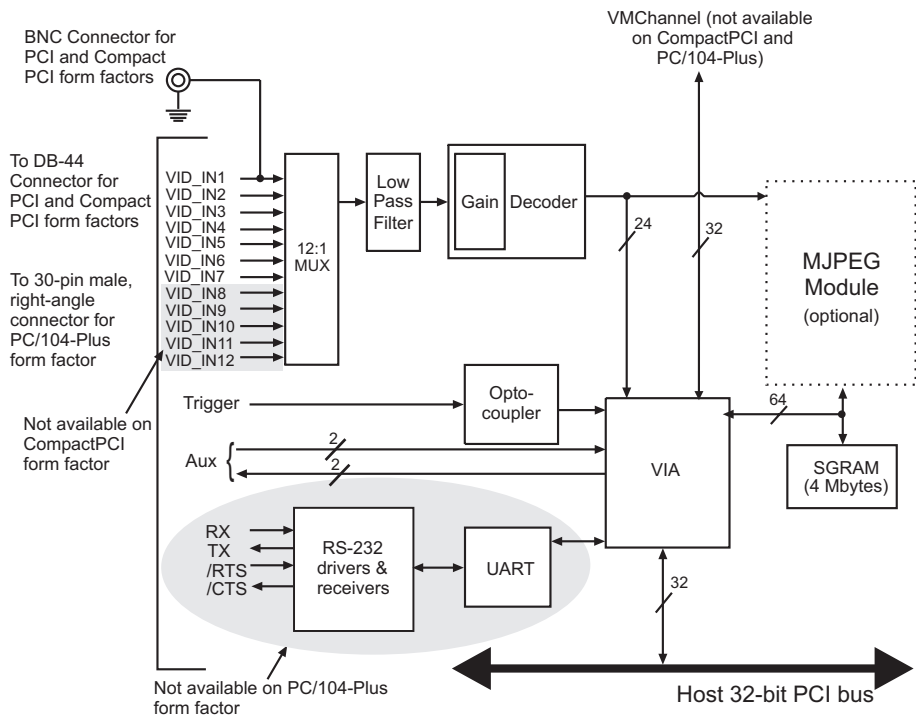 BNC Connector for
PCI and Compact
PCI form factors
VMChannel (not available
on CompactPCI and
PC/104-Plus)
To DB-44
Connector for
PCI and Compact
PCI form factors
To 30-pin male,
right-angle
connector for
PC/104-Plus
form factor
Not available on
CompactPCI
form factor
VID_IN1
VID_IN2
VID_IN3
VID_IN4
VID_IN5
VID_IN6
VID_IN7
VID_IN8
VID_IN9
VID_IN10
VID_IN11
VID_IN12
12:1
MUX
Low
Pass
Filter
Gain
Decoder
24
32
MJPEG
Module
(optional)
Trigger
Opto-
coupler
Aux
2
2
VIA
64
SGRAM
(4 Mbytes)
RX
TX
/RTS
/CTS
RS-232
drivers &
receivers
UART
32
Not available on PC/104-Plus
form factor
Host 32-bit PCI bus